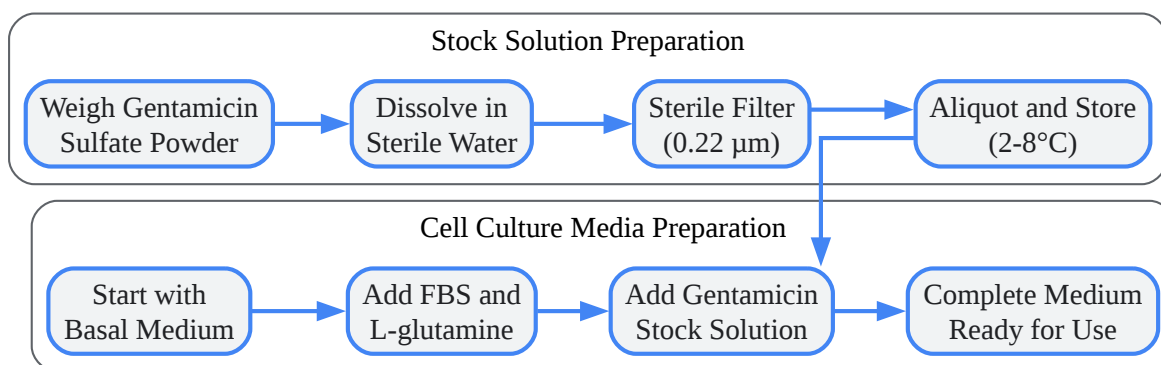 Stock Solution Preparation
Weigh Gentamicin
Sulfate Powder
Dissolve in
Sterile Water
Sterile Filter
(0.22 µm)
Aliquot and Store
(2-8°C)
Cell Culture Media Preparation
Start with
Basal Medium
Add FBS and
L-glutamine
Add Gentamicin
Stock Solution
Complete Medium
Ready for Use